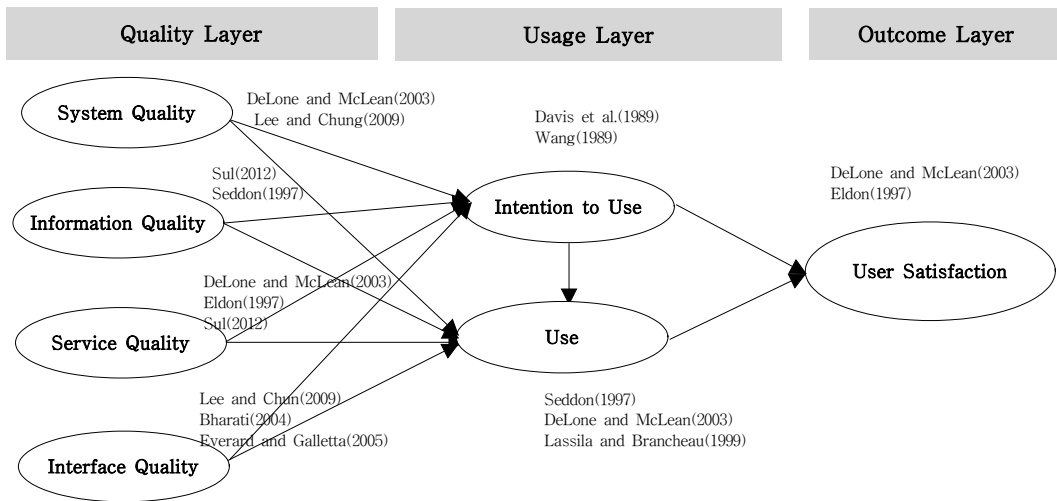 Quality Layer
Usage Layer
Outcome Layer
System Quality
DeLone and McLean(2003)
Lee and Chung(2009)
Davis et al.(1989)
Wang(1989)
Sul(2012)
Seddon(1997)
DeLone and McLean(2003)
Eldon(1997)
Information Quality
Intention to Use
User Satisfaction
DeLone and McLean(2003)
Eldon(1997)
Sul(2012)
Service Quality
Use
Lee and Chun(2009)
Bharati(2004)
Everard and Galletta(2005)
Seddon(1997)
DeLone and McLean(2003)
Lassila and Brancheau(1999)
Interface Quality